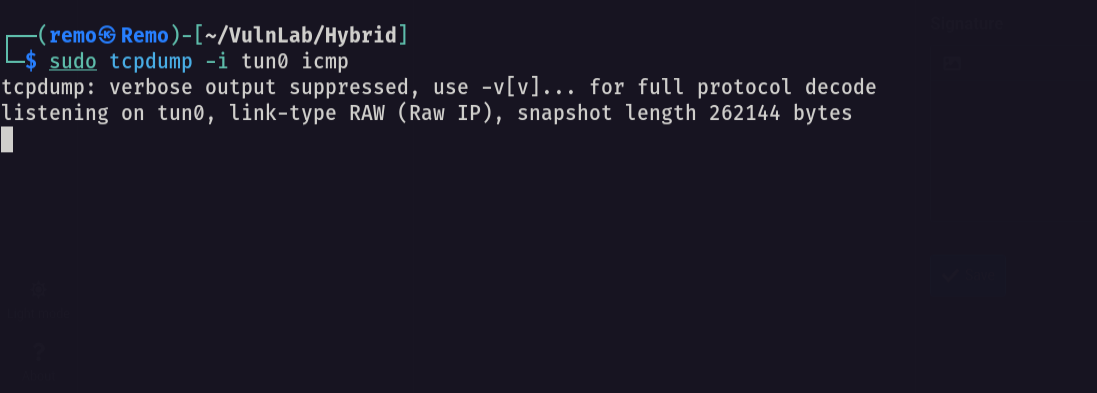 ┌──(remo㉿Remo)-[~/VulnLab/Hybrid]
└─$ sudo tcpdump -i tun0 icmp
tcpdump: verbose output suppressed, use -v[v]... for full protocol decode
listening on tun0, link-type RAW (Raw IP), snapshot length 262144 bytes